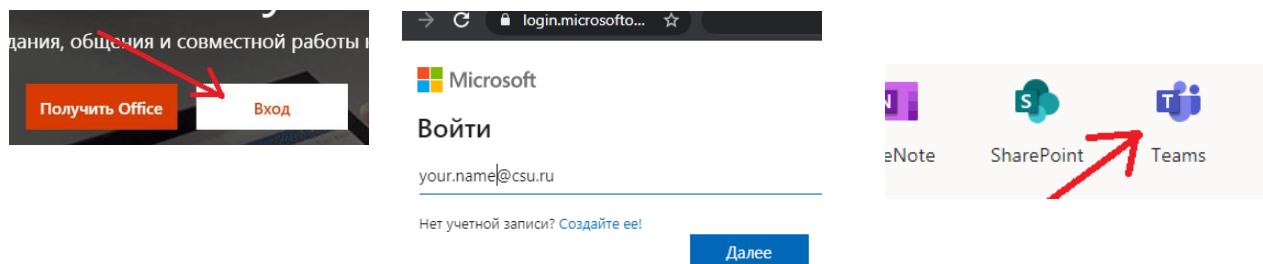 дания, общения и совместной работы
Получить Office
Вход
login.microsofto...
Microsoft
Войти
your.name@csu.ru
Нет учетной записи? Создайте ее!
Далее
N
S
T
eNote
SharePoint
Teams